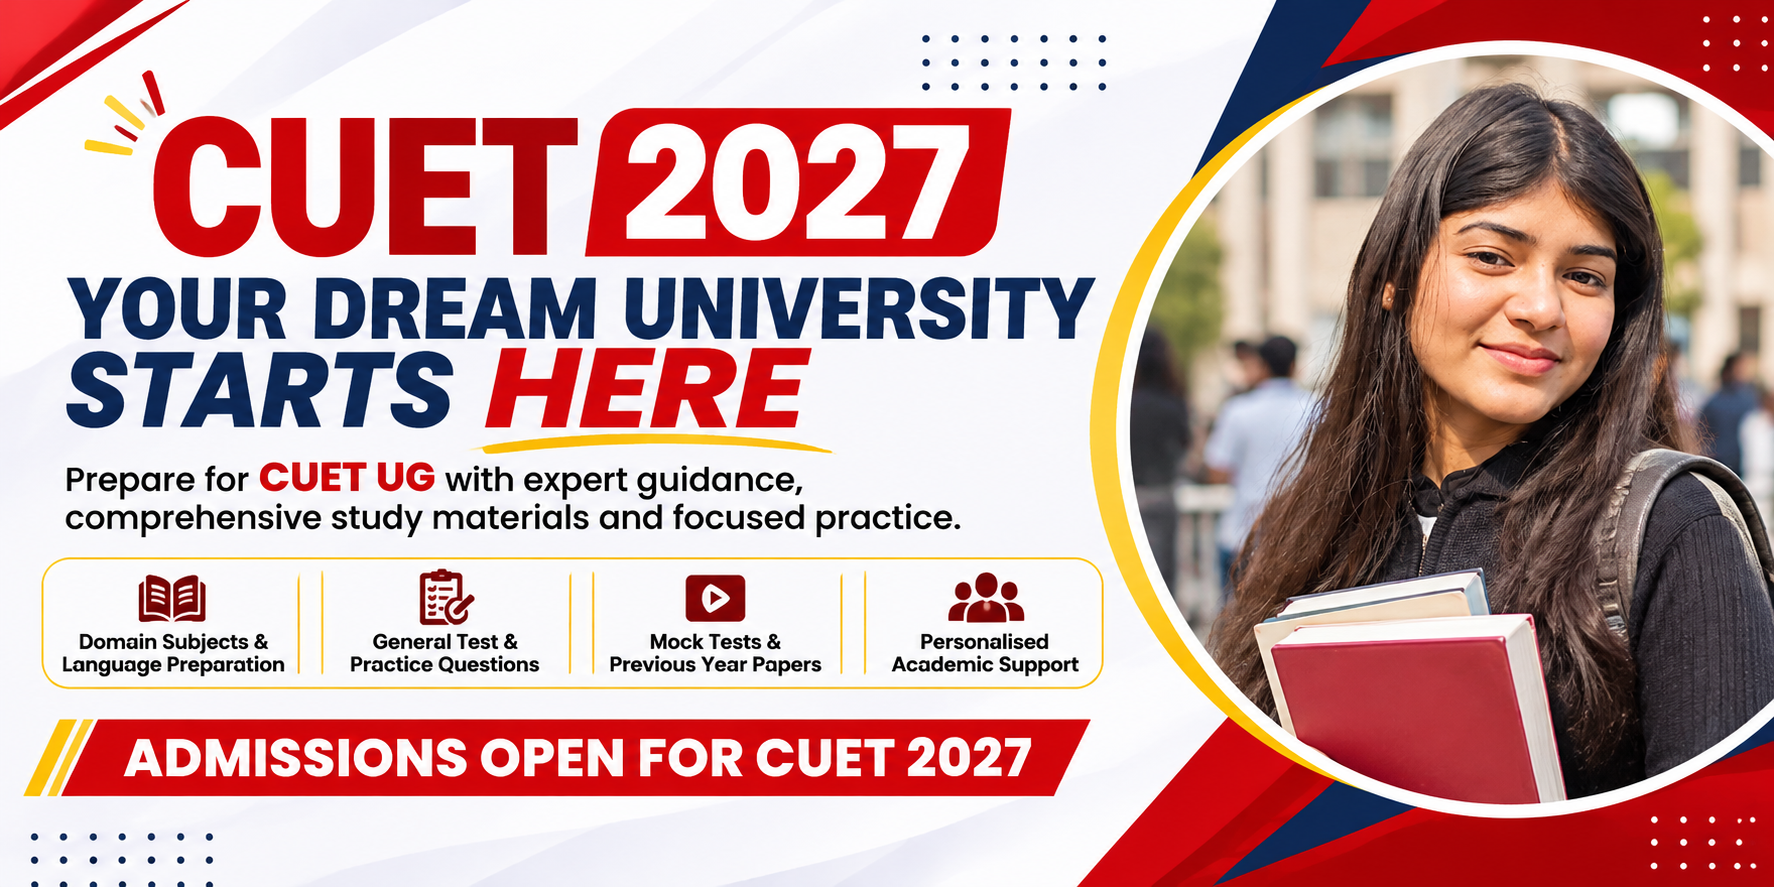 CUET 2027
YOUR DREAM UNIVERSITY
STARTS HERE
Prepare for CUET UG with expert guidance,
comprehensive study materials and focused practice.
Domain Subjects &
Language Preparation
General Test &
Practice Questions
Mock Tests &
Previous Year Papers
Personalised
Academic Support
ADMISSIONS OPEN FOR CUET 2027